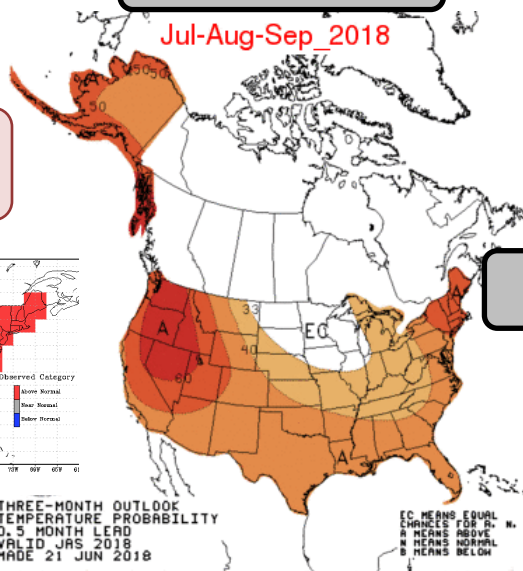 Jul-Aug-Sep_2018
50
50
50
A
33
EC
A
40
60
A
Observed Category
Above Normal
Near Normal
Below Normal
75W
THREE-MONTH OUTLOOK
TEMPERATURE PROBABILITY
0.5 MONTH LEAD
VALID JAS 2018
MADE 21 JUN 2018
EC MEANS EQUAL
CHANCES FOR A, N,
A MEANS ABOVE
N MEANS NORMAL
B MEANS BELOW